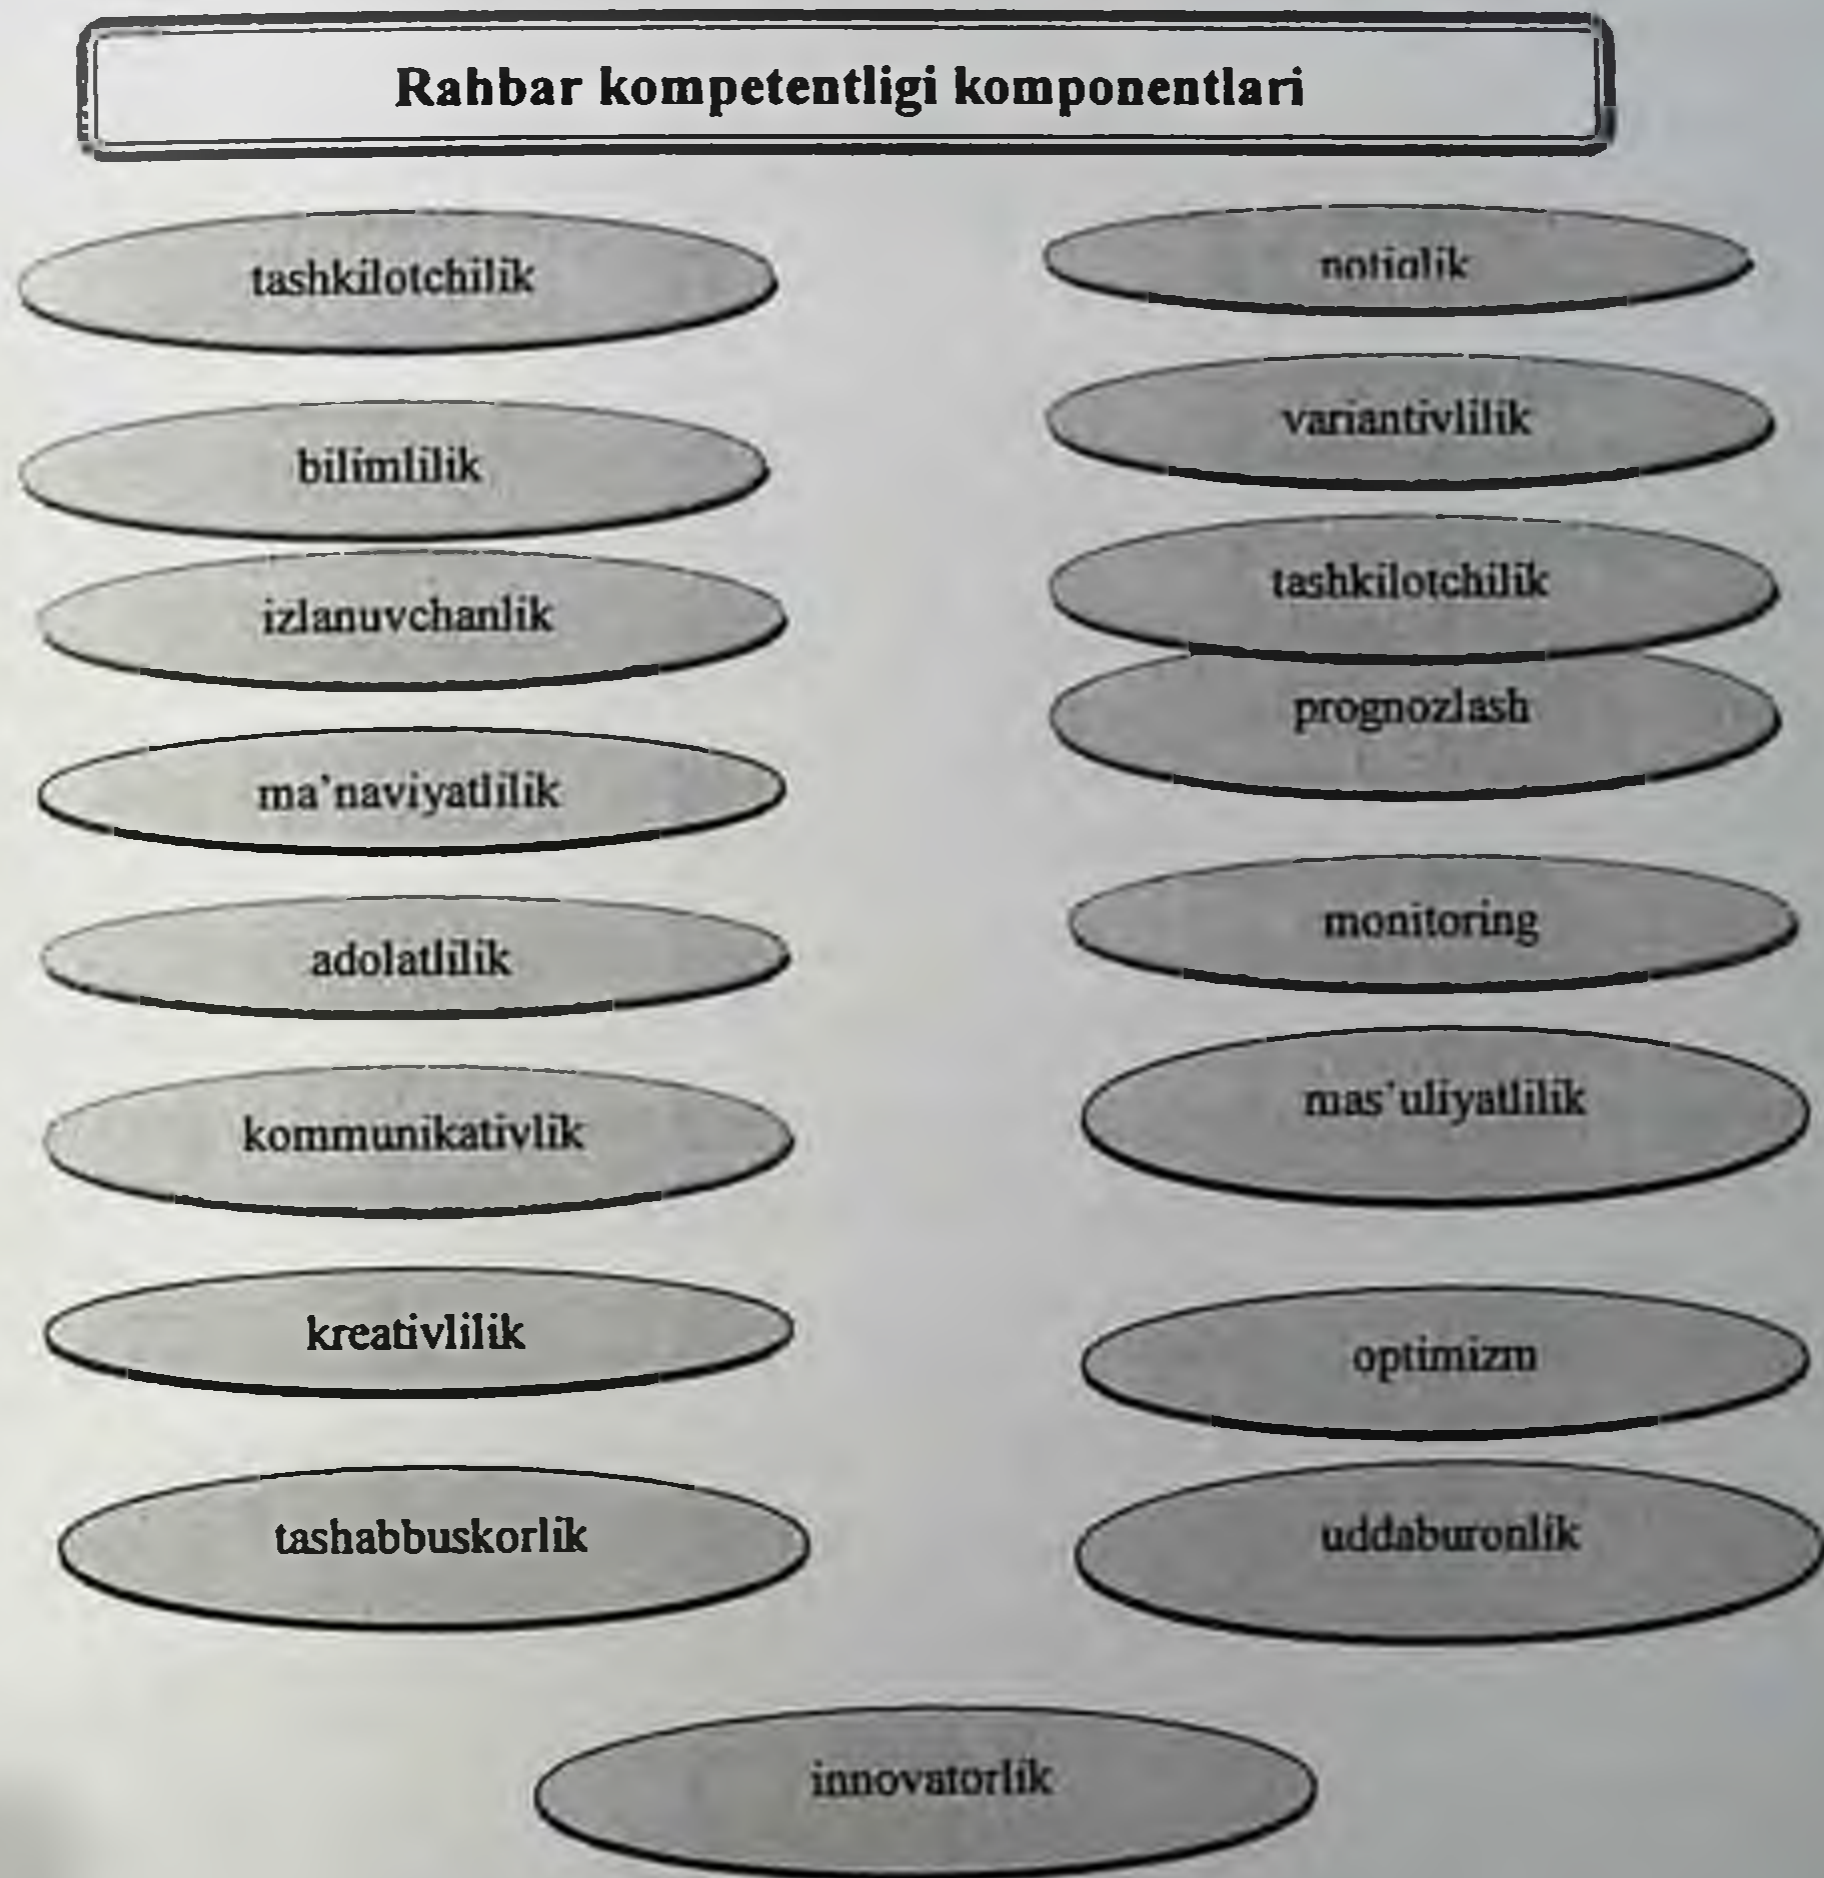 Rahbar kompetentligi komponentlari
tashkilotchilik
bilimlilik
izlanuvchanlik
ma’naviyatlilik
adolatlilik
kommunikativlik
kreativlilik
tashabbuskorlik
notiqlik
variantivlilik
tashkilotchilik
prognozlash
monitoring
mas’uliyatlilik
optimizm
uddaburonlik
innovatorlik